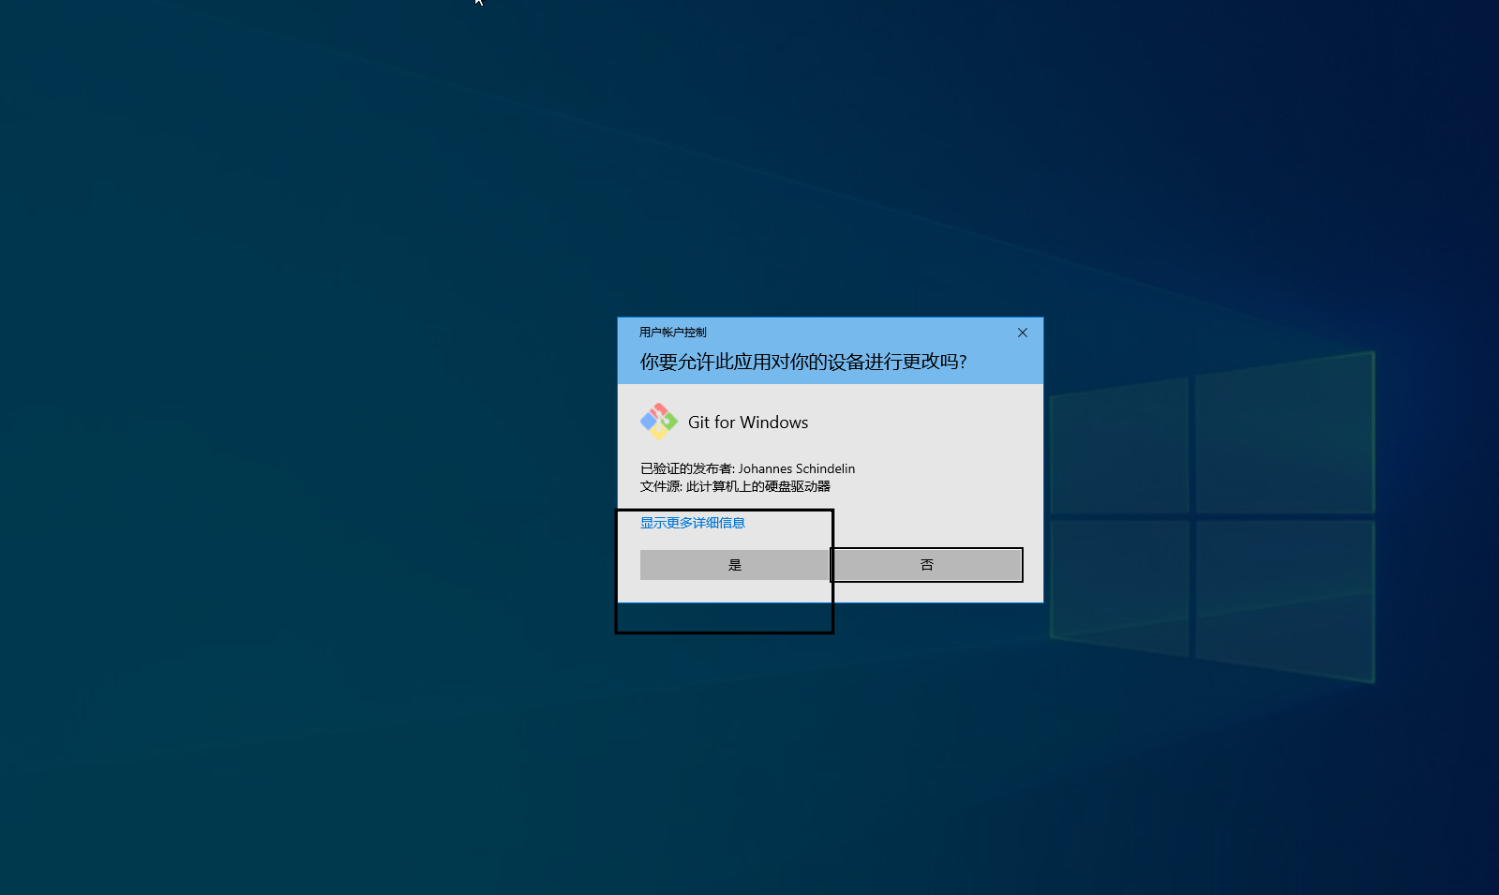 用户帐户控制
你要允许此应用对你的设备进行更改吗?
Git for Windows
已验证的发布者: Johannes Schindelin
文件源: 此计算机上的硬盘驱动器
显示更多详细信息
是
否